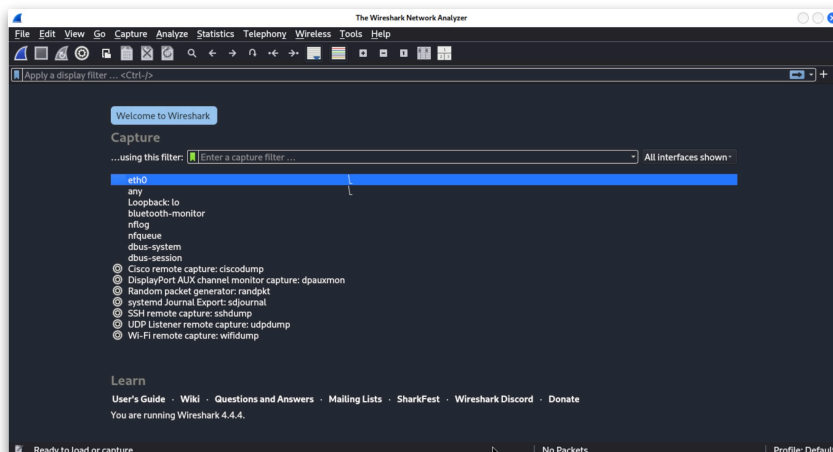 The Wireshark Network Analyzer
File Edit View Go Capture Analyze Statistics Telephony Wireless Tools Help
Apply a display filter ... <Ctrl-/>
Welcome to Wireshark
Capture
...using this filter: Enter a capture filter ... All interfaces shown
eth0
any
Loopback: lo
bluetooth-monitor
nflog
nfqueue
dbus-system
dbus-session
Cisco remote capture: ciscodump
DisplayPort AUX channel monitor capture: dpauxmon
Random packet generator: randpkt
systemd Journal Export: sdjournal
SSH remote capture: sshdump
UDP Listener remote capture: udpdump
Wi-Fi remote capture: wifidump
Learn
User's Guide · Wiki · Questions and Answers · Mailing Lists · SharkFest · Wireshark Discord · Donate
You are running Wireshark 4.4.4.
Ready to load or capture No Packets Profile: Default